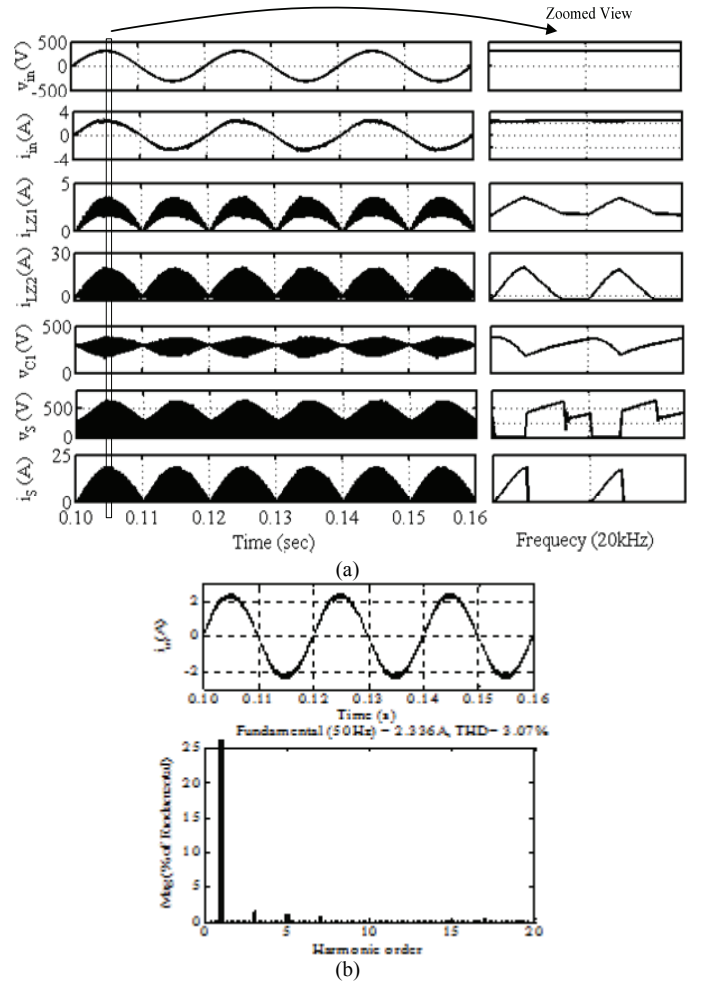 (a)
Zoomed View
500
0
-500
v_in(V)
4
0
-4
i_in(A)
5
0
i_LZ1(A)
30
0
i_LZ2(A)
500
0
v_C1(V)
500
0
v_S(V)
25
0
i_S(A)
0.10 0.11 0.12 0.13 0.14 0.15 0.16
Time (sec)
Frequecy (20kHz)
(a)
2
0
-2
i_in(A)
0.10 0.11 0.12 0.13 0.14 0.15 0.16
Time (s)
Fundamental (50Hz) = 2.336A, THD= 3.07%
25
20
15
10
5
0
Mag(% of Fundamental)
0 5 10 15 20
Harmonic order
(b)